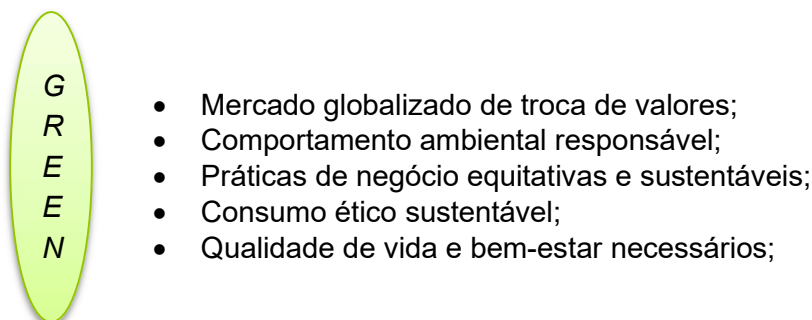 G
R
E
E
N
• Mercado globalizado de troca de valores;
• Comportamento ambiental responsável;
• Práticas de negócio equitativas e sustentáveis;
• Consumo ético sustentável;
• Qualidade de vida e bem-estar necessários;